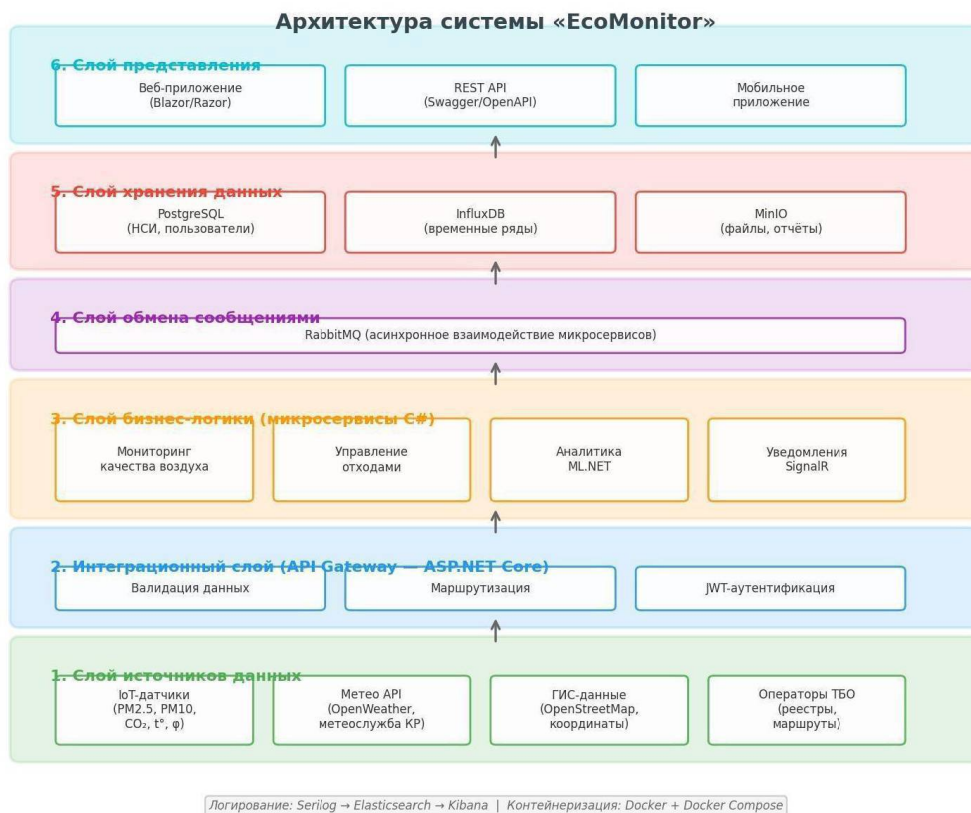 Архитектура системы «EcoMonitor»
6. Слой представления
Веб-приложение
(Blazor/Razor)
REST API
(Swagger/OpenAPI)
Мобильное
приложение
5. Слой хранения данных
PostgreSQL
(НСИ, пользователи)
InfluxDB
(временные ряды)
MinIO
(файлы, отчёты)
4. Слой обмена сообщениями
RabbitMQ (асинхронное взаимодействие микросервисов)
3. Слой бизнес-логики (микросервисы C#)
Мониторинг
качества воздуха
Управление
отходами
Аналитика
ML.NET
Уведомления
SignalR
2. Интеграционный слой (API Gateway — ASP.NET Core)
Валидация данных
Маршрутизация
JWT-аутентификация
1. Слой источников данных
IoT-датчики
(PM2.5, PM10,
CO₂, t°, φ)
Метео API
(OpenWeather,
метеослужба КР)
ГИС-данные
(OpenStreetMap,
координаты)
Операторы ТБО
(реестры,
маршруты)
Логирование: Serilog → Elasticsearch → Kibana | Контейнеризация: Docker + Docker Compose